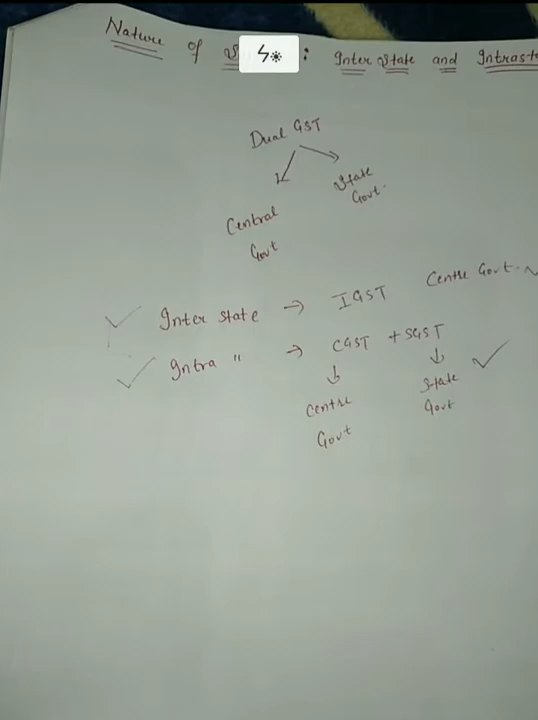 Nature of : Inter State and
Dual GST
Central Govt
State Govt.
Inter state → IGST Centre Govt.
Intra " → CGST + SGST
Centre Govt
State Govt